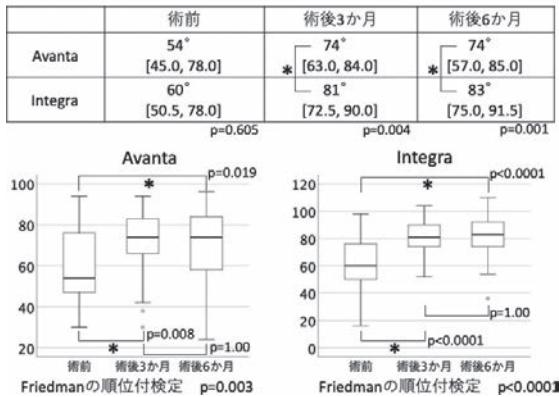 術前 術後3か月 術後6か月
Avanta 54° 74° 74°
[45.0, 78.0] [63.0, 84.0] [57.0, 85.0]
* *
Integra 60° 81° 83°
[50.5, 78.0] [72.5, 90.0] [75.0, 91.5]
p=0.605 p=0.004 p=0.001
Avanta
p=0.019
*
100
80
60
40
20
p=0.008
* p=1.00
術前 術後3か月 術後6か月
Friedmanの順位付検定 p=0.003
Integra
p<0.0001
*
120
100
80
60
40
20
0
p=1.00
p<0.0001
*
術前 術後3か月 術後6か月
Friedmanの順位付検定 p<0.0001